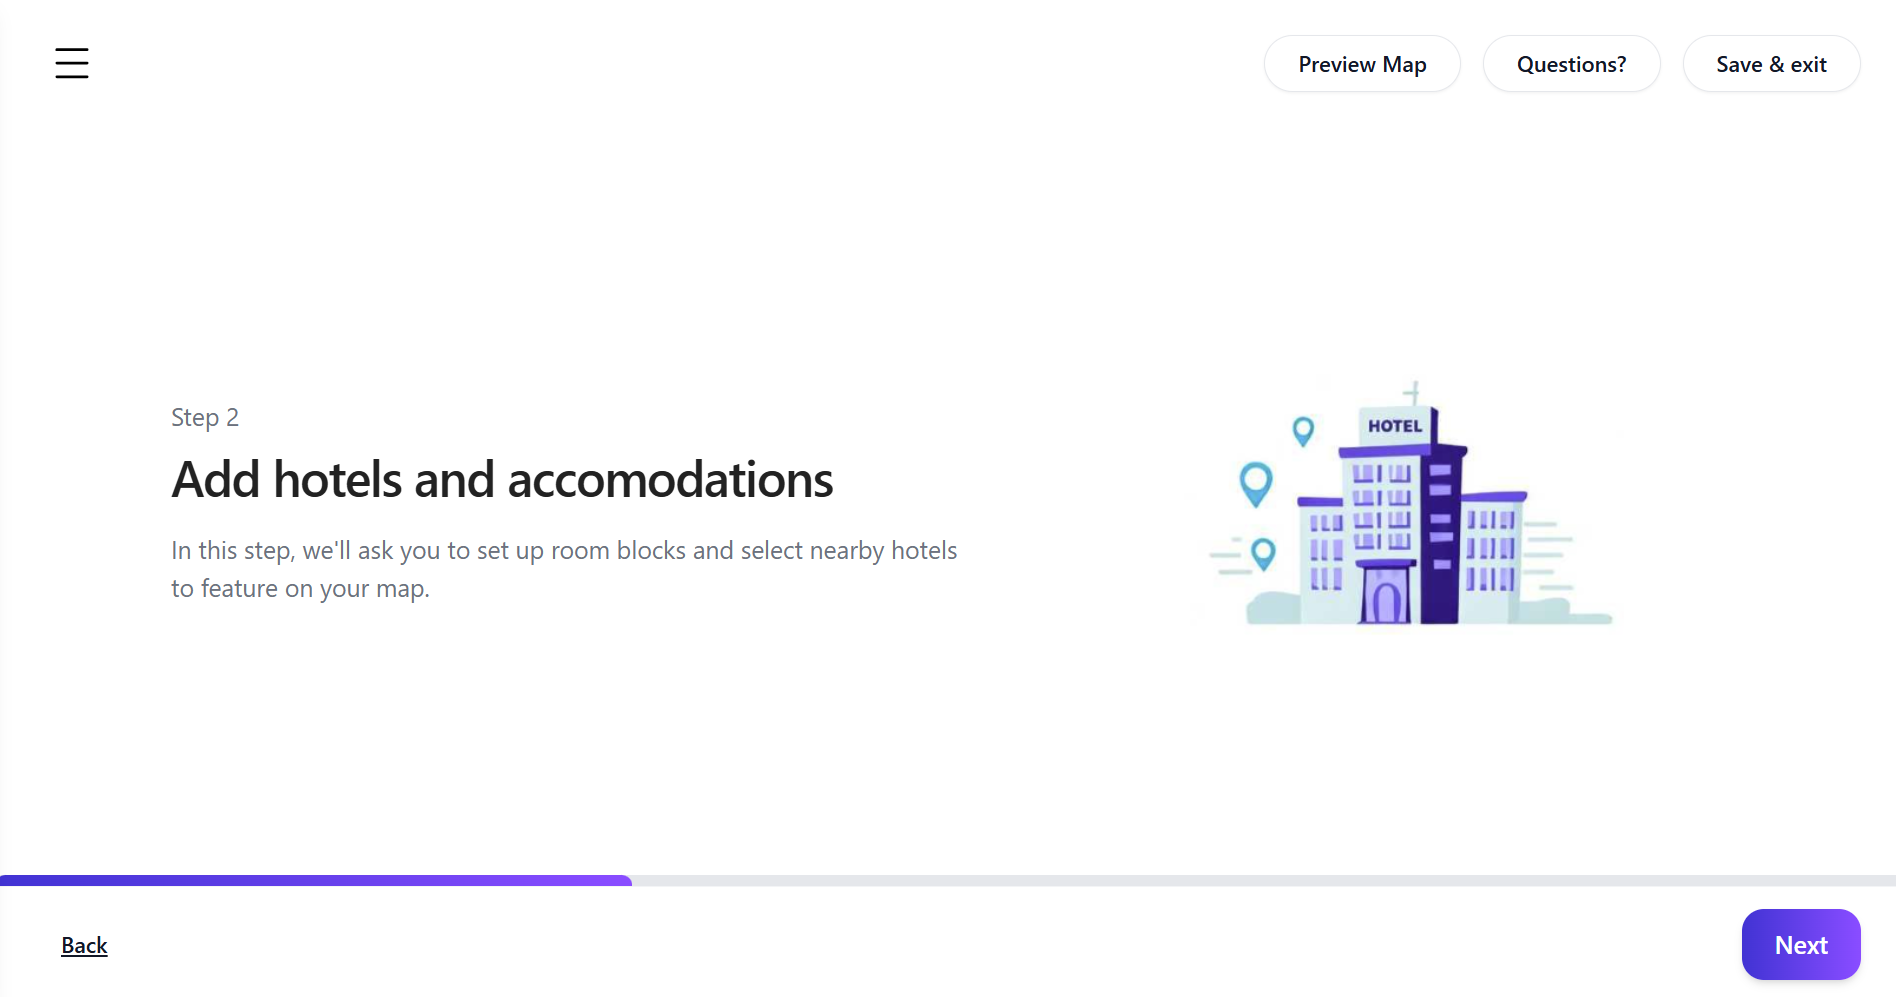 Preview Map
Questions?
Save & exit
Step 2
Add hotels and accomodations
In this step, we'll ask you to set up room blocks and select nearby hotels
to feature on your map.
HOTEL
Back
Next